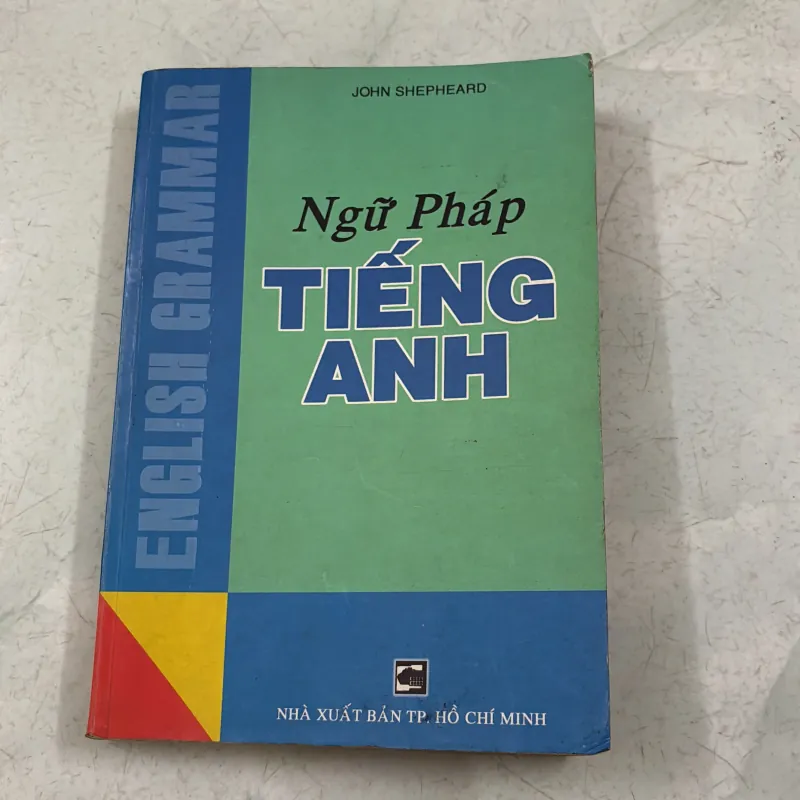 JOHN SHEPHEARD
ENGLISH GRAMMAR
Ngữ Pháp
TIẾNG
ANH
NHÀ XUẤT BẢN TP. HỒ CHÍ MINH